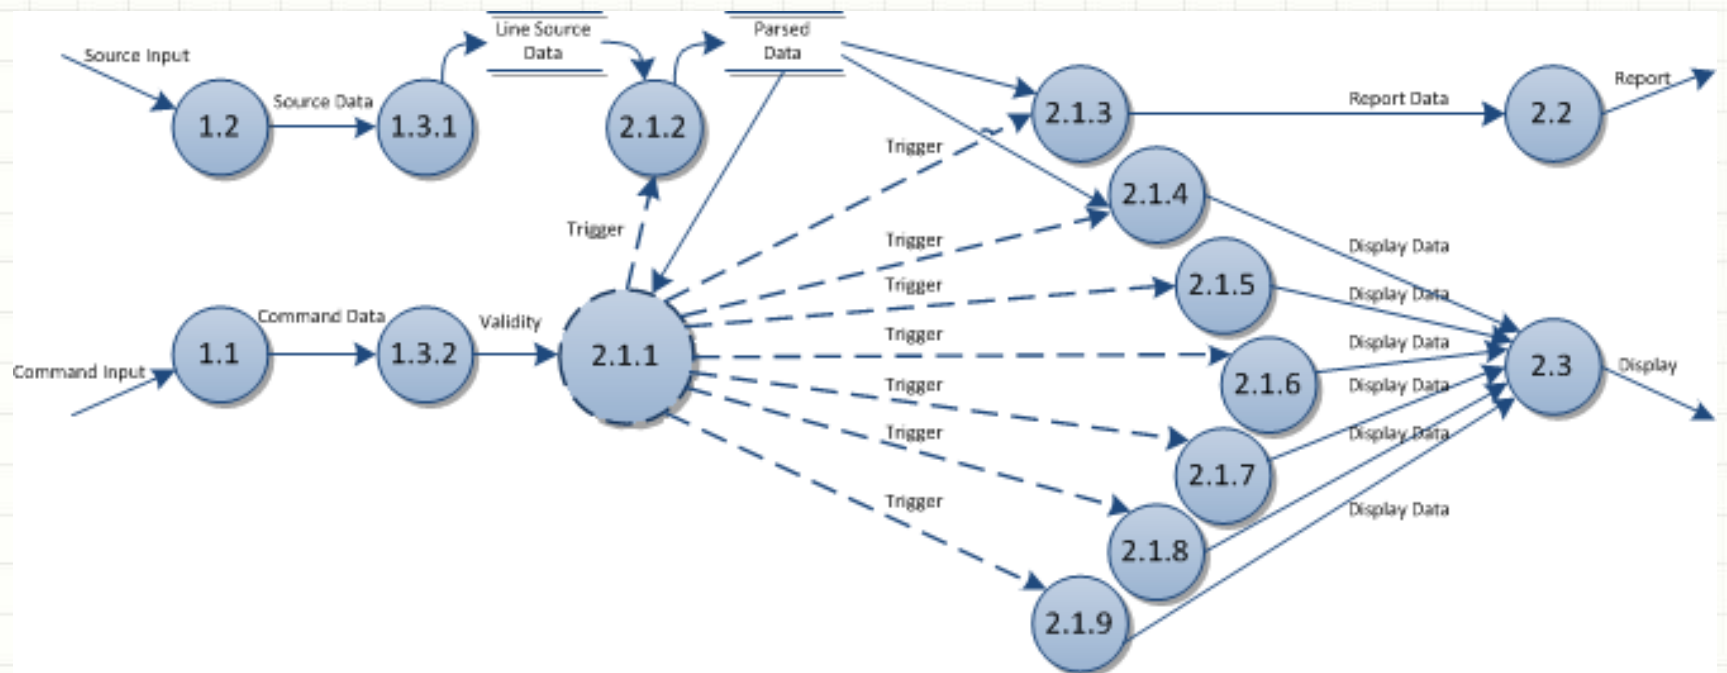 Source Input
Source Data
Line Source
Data
Parsed
Data
1.2
1.3.1
2.1.2
2.1.3
Report Data
2.2
Report
Trigger
2.1.4
Trigger
Trigger
Display Data
Trigger
2.1.5
Display Data
Command Input
1.1
Command Data
1.3.2
Validity
2.1.1
Trigger
2.1.6
Display Data
2.3
Display
Trigger
Display Data
Trigger
2.1.7
Display Data
Trigger
2.1.8
Display Data
2.1.9